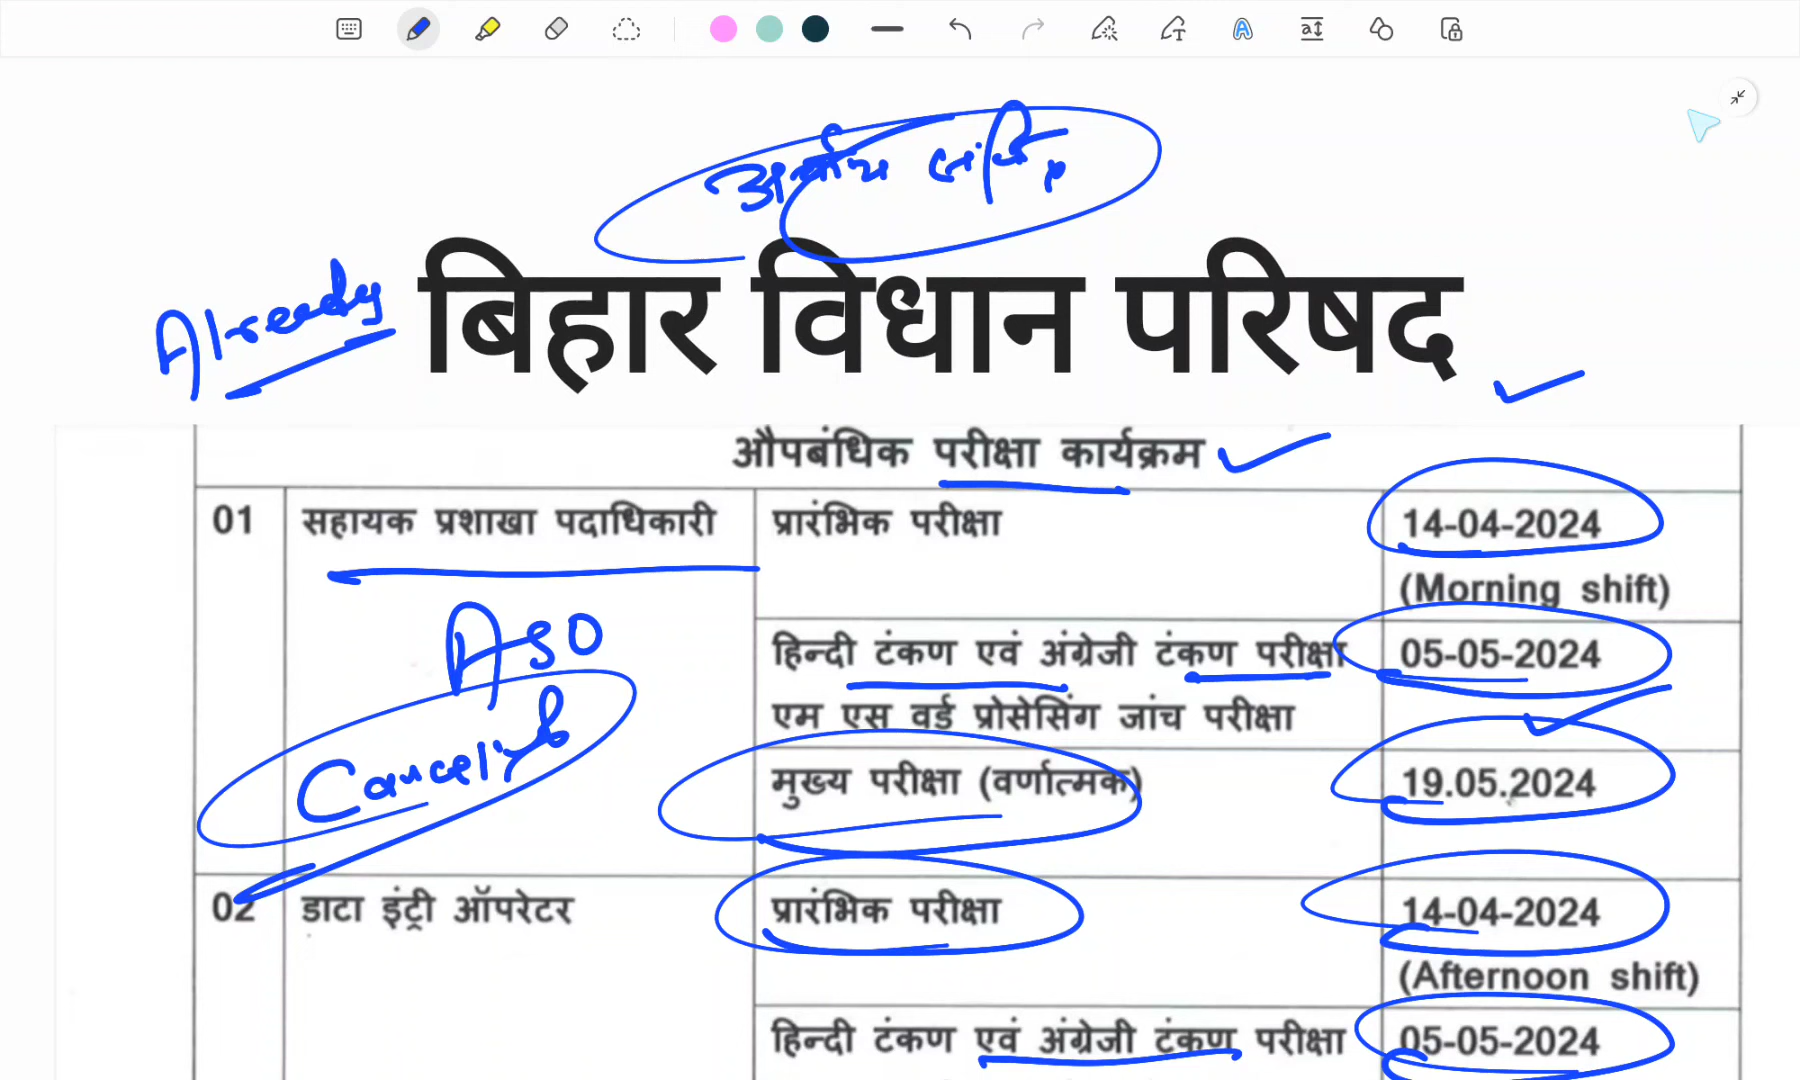 बिहार विधान परिषद
Already
औपबंधिक परीक्षा कार्यक्रम
01 सहायक प्रशाखा पदाधिकारी प्रारंभिक परीक्षा 14-04-2024
(Morning shift)
ASO
हिन्दी टंकण एवं अंग्रेजी टंकण परीक्षा 05-05-2024
एम एस वर्ड प्रोसेसिंग जांच परीक्षा
मुख्य परीक्षा (वर्णात्मक) 19.05.2024
02 डाटा इंट्री ऑपरेटर प्रारंभिक परीक्षा 14-04-2024
(Afternoon shift)
हिन्दी टंकण एवं अंग्रेजी टंकण परीक्षा 05-05-2024